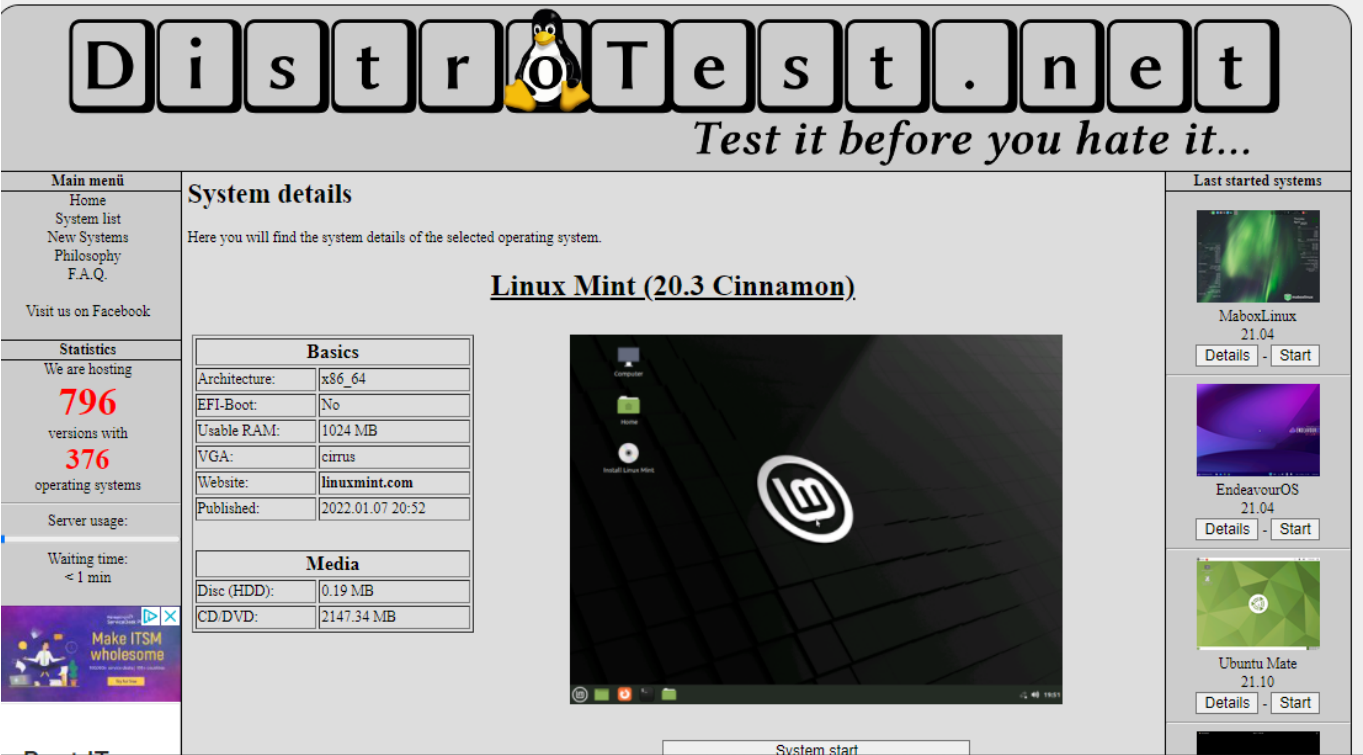 DistroTest.net
Test it before you hate it...
Main menü
Home
System list
New Systems
Philosophy
F.A.Q.
Visit us on Facebook
Statistics
We are hosting
796
versions with
376
operating systems
Server usage:
Waiting time:
< 1 min
Make ITSM
wholesome
System details
Here you will find the system details of the selected operating system.
Linux Mint (20.3 Cinnamon)
Basics
Architecture: x86_64
EFI-Boot: No
Usable RAM: 1024 MB
VGA: cirrus
Website: linuxmint.com
Published: 2022.01.07 20:52
Media
Disc (HDD): 0.19 MB
CD/DVD: 2147.34 MB
Computer
Home
Install Linux Mint
19:51
System start
Last started systems
MaboxLinux
21.04
Details - Start
EndeavourOS
21.04
Details - Start
Ubuntu Mate
21.10
Details - Start